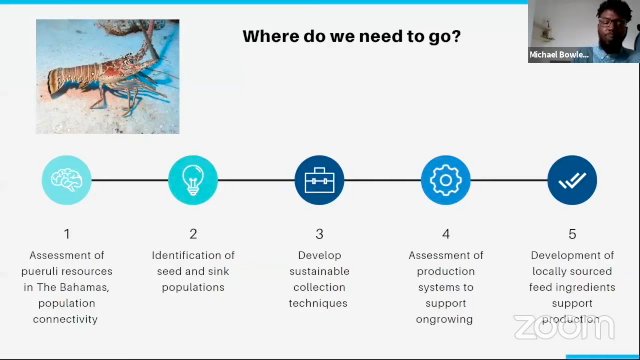 Where do we need to go?
Michael Bowle...
1
Assessment of
pueruli resources
in The Bahamas,
population
connectivity
2
Identification of
seed and sink
populations
3
Develop
sustainable
collection
techniques
4
Assessment of
production
systems to
support
ongrowing
5
Development of
locally sourced
feed ingredients
support
production
zoom